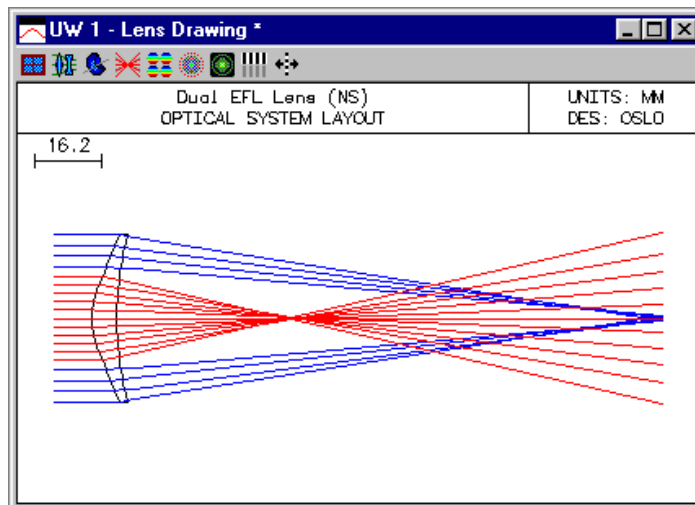 UW 1 - Lens Drawing *
Dual EFL Lens (NS)
OPTICAL SYSTEM LAYOUT
UNITS: MM
DES: OSLO
16.2